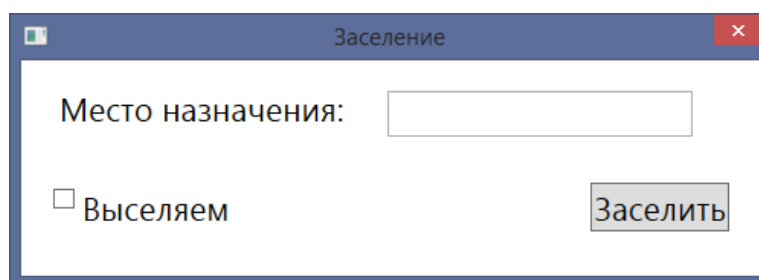 Заселение
Место назначения:
Выселяем
Заселить